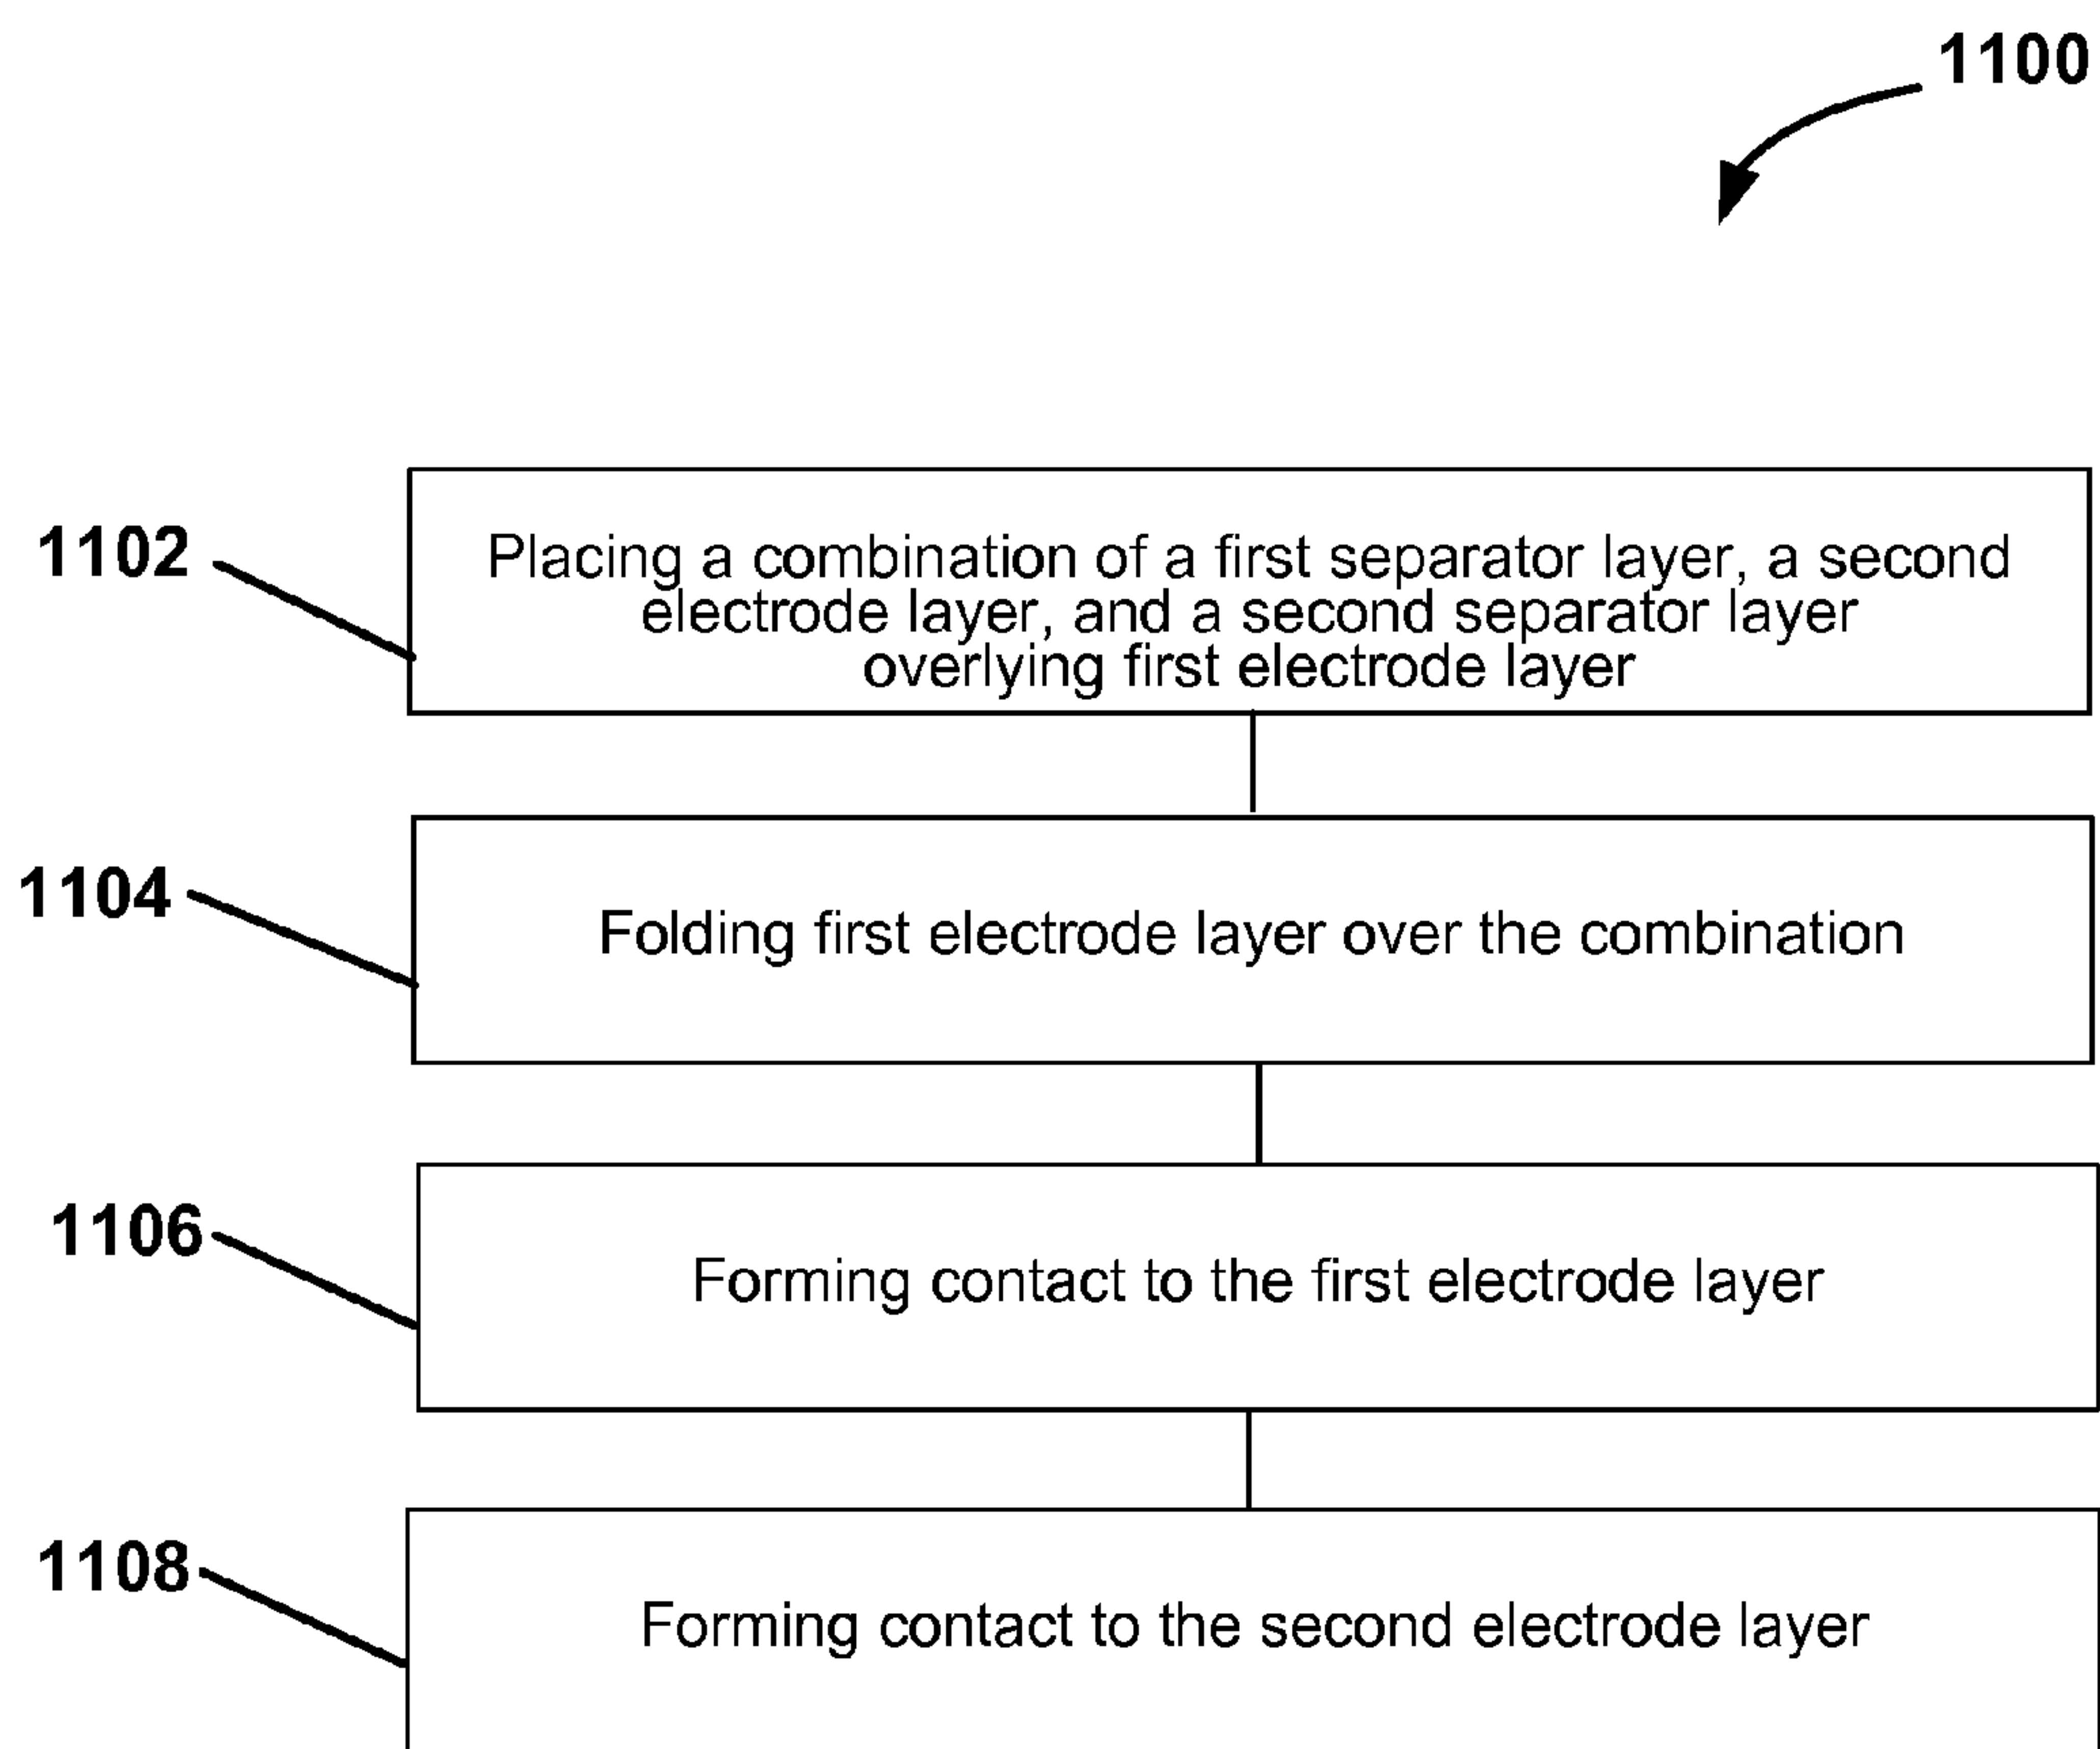 1100
1102
Placing a combination of a first separator layer, a second
electrode layer, and a second separator layer
overlying first electrode layer
1104
Folding first electrode layer over the combination
1106
Forming contact to the first electrode layer
1108
Forming contact to the second electrode layer